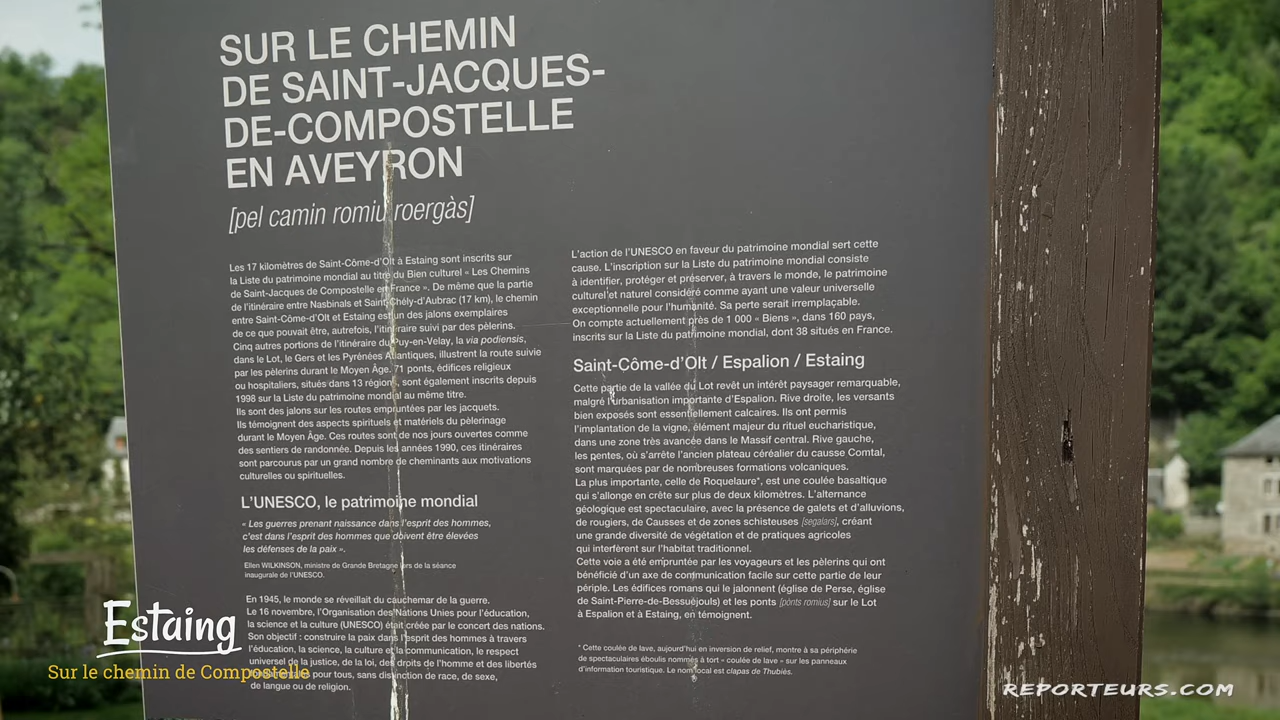 SUR LE CHEMIN
DE SAINT-JACQUES-
DE-COMPOSTELLE
EN AVEYRON
[pel camin romiu roergàs]
Les 17 kilomètres de Saint-Côme-d'Olt à Estaing sont inscrits sur
la Liste du patrimoine mondial au titre du Bien culturel « Les Chemins
de Saint-Jacques de Compostelle en France ». De même que la partie
de l'itinéraire entre Nasbinals et Saint-Chély-d'Aubrac (17 km), le chemin
entre Saint-Côme-d'Olt et Estaing est un des jalons exemplaires
de ce que pouvait être, autrefois, l'itinéraire suivi par des pèlerins.
Cinq autres portions de l'itinéraire du Puy-en-Velay, la via podiensis,
dans le Lot, le Gers et les Pyrénées Atlantiques, illustrent la route suivie
par les pèlerins durant le Moyen Âge. 71 ponts, édifices religieux
ou hospitaliers, situés dans 13 régions, sont également inscrits depuis
1998 sur la Liste du patrimoine mondial au même titre.
Ils sont des jalons sur les routes empruntées par les jacquets.
Ils témoignent des aspects spirituels et matériels du pèlerinage
durant le Moyen Âge. Ces routes sont de nos jours ouvertes comme
des sentiers de randonnée. Depuis les années 1990, ces itinéraires
sont parcourus par un grand nombre de cheminants aux motivations
culturelles ou spirituelles.
L'UNESCO, le patrimoine mondial
« Les guerres prenant naissance dans l'esprit des hommes,
c'est dans l'esprit des hommes que doivent être élevées
les défenses de la paix ».
Ellen WILKINSON, ministre de Grande Bretagne lors de la séance
inaugurale de l'UNESCO.
En 1945, le monde se réveillait du cauchemar de la guerre.
Le 16 novembre, l'Organisation des Nations Unies pour l'éducation,
la science et la culture (UNESCO) était créée par le concert des nations.
Son objectif : construire la paix dans l'esprit des hommes à travers
l'éducation, la science, la culture et la communication, le respect
universel de la justice, de la loi, des droits de l'homme et des libertés
pour tous, sans distinction de race, de sexe,
de langue ou de religion.
L'action de l'UNESCO en faveur du patrimoine mondial sert cette
cause. L'inscription sur la Liste du patrimoine mondial consiste
à identifier, protéger et préserver, à travers le monde, le patrimoine
culturel et naturel considéré comme ayant une valeur universelle
exceptionnelle pour l'humanité. Sa perte serait irremplaçable.
On compte actuellement près de 1 000 « Biens », dans 160 pays,
inscrits sur la Liste du patrimoine mondial, dont 38 situés en France.
Saint-Côme-d'Olt / Espalion / Estaing
Cette partie de la vallée du Lot revêt un intérêt paysager remarquable,
malgré l'urbanisation importante d'Espalion. Rive droite, les versants
bien exposés sont essentiellement calcaires. Ils ont permis
l'implantation de la vigne, élément majeur du rituel eucharistique,
dans une zone très avancée dans le Massif central. Rive gauche,
les pentes, où s'arrête l'ancien plateau céréalier du causse Comtal,
sont marquées par de nombreuses formations volcaniques.
La plus importante, celle de Roquelaure*, est une coulée basaltique
qui s'allonge en crête sur plus de deux kilomètres. L'alternance
géologique est spectaculaire, avec la présence de galets et d'alluvions,
de rougiers, de Causses et de zones schisteuses [segalars], créant
une grande diversité de végétation et de pratiques agricoles
qui interfèrent sur l'habitat traditionnel.
Cette voie a été empruntée par les voyageurs et les pèlerins qui ont
bénéficié d'un axe de communication facile sur cette partie de leur
périple. Les édifices romans qui le jalonnent (église de Perse, église
de Saint-Pierre-de-Bessuéjouls) et les ponts [pònts romius] sur le Lot
à Espalion et à Estaing, en témoignent.
* Cette coulée de lave, aujourd'hui en inversion de relief, montre à sa périphérie
de spectaculaires éboulis nommés à tort « coulée de lave » sur les panneaux
d'information touristique. Le nom local est clapas de Thubiès.
Estaing
Sur le chemin de Compostelle
REPORTEURS.COM